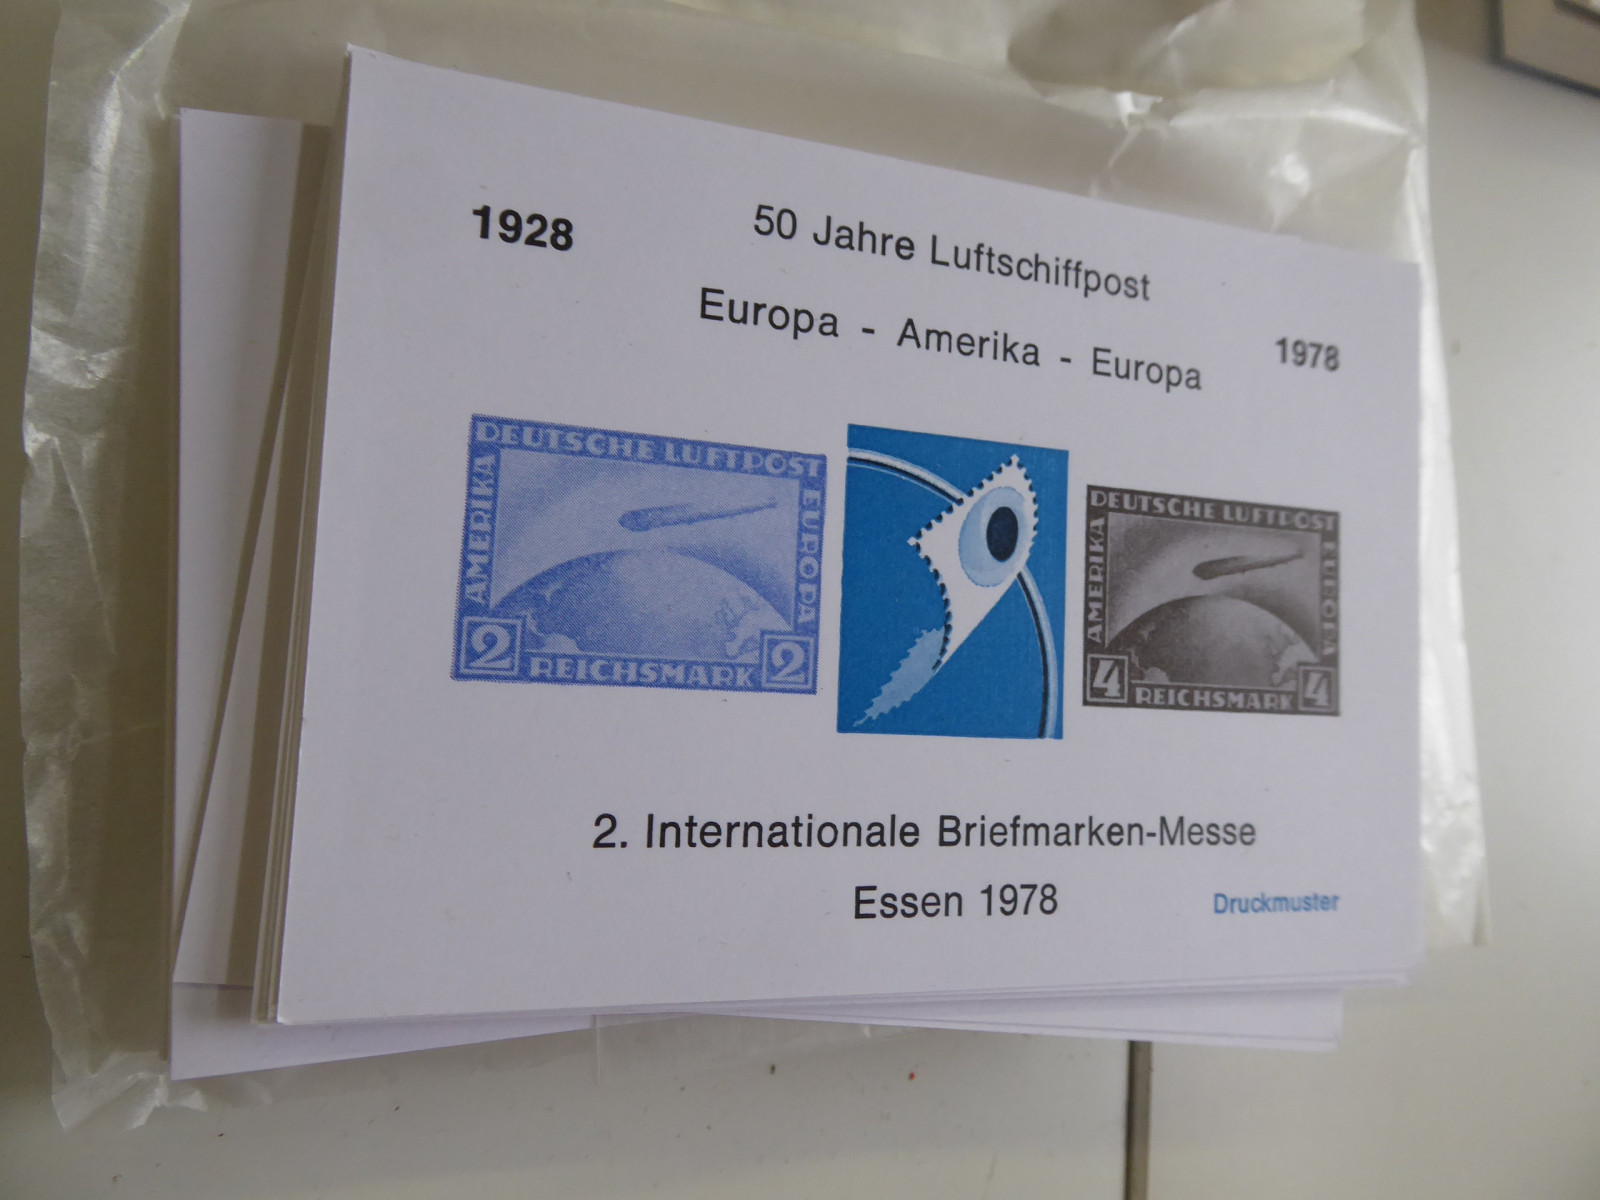 1928
50 Jahre Luftschiffpost
Europa - Amerika - Europa
1978
DEUTSCHE LUFTPOST
AMERIKA
EUROPA
2
REICHSMARK
2
DEUTSCHE LUFTPOST
AMERIKA
EUROPA
4
REICHSMARK
4
2. Internationale Briefmarken-Messe
Essen 1978
Druckmuster